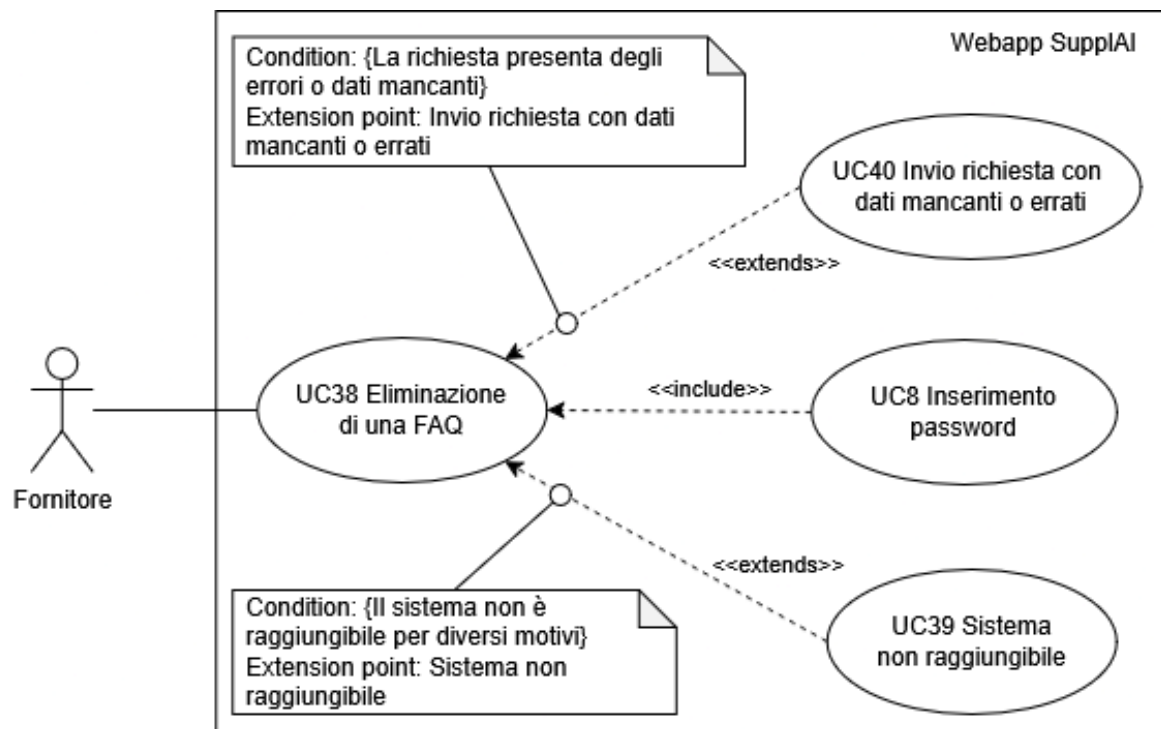 Webapp SupplAI
Condition: {La richiesta presenta degli
errori o dati mancanti}
Extension point: Invio richiesta con dati
mancanti o errati
UC40 Invio richiesta con
dati mancanti o errati
<<extends>>
UC38 Eliminazione
di una FAQ
<<include>>
UC8 Inserimento
password
Fornitore
<<extends>>
Condition: {Il sistema non è
raggiungibile per diversi motivi}
Extension point: Sistema non
raggiungibile
UC39 Sistema
non raggiungibile